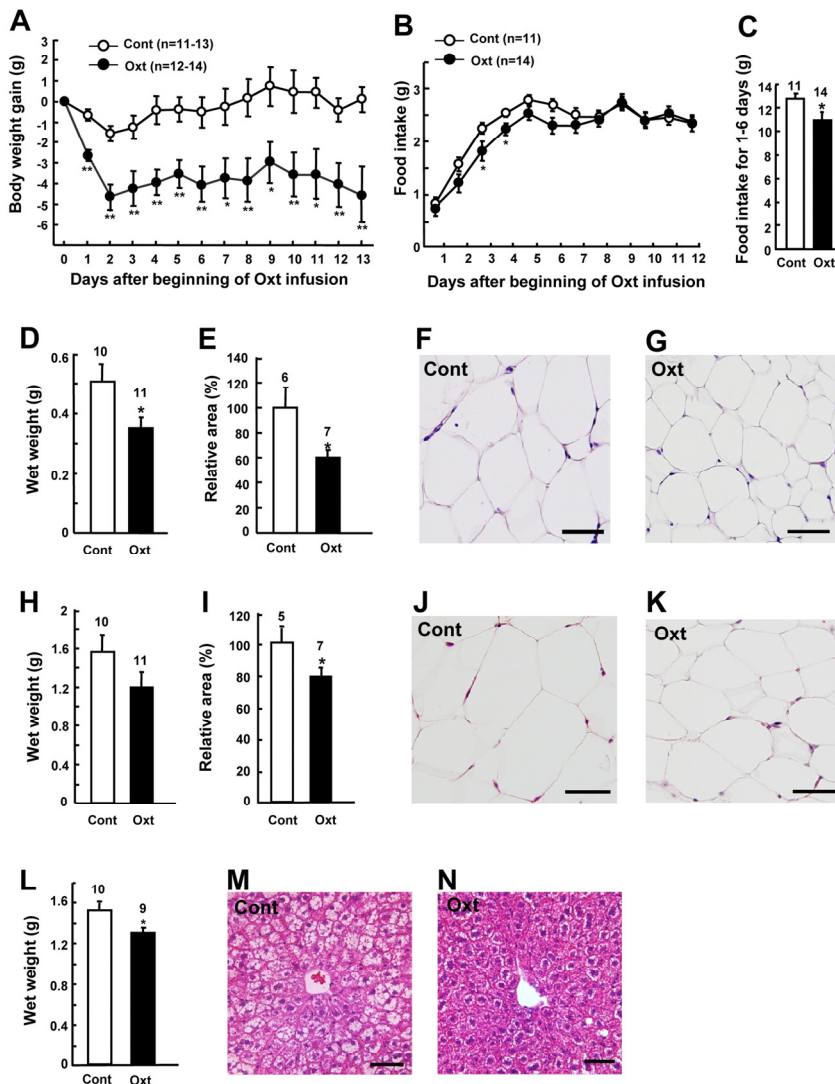 A
Cont (n=11-13)
Oxt (n=12-14)
Body weight gain (g)
3
2
1
0
-1
-2
-3
-4
-5
-6
** ** ** ** ** ** * ** * ** * ** **
0 1 2 3 4 5 6 7 8 9 10 11 12 13
Days after beginning of Oxt infusion
B
Cont (n=11)
Oxt (n=14)
Food intake (g)
3
2
1
0
* *
1 2 3 4 5 6 7 8 9 10 11 12
Days after beginning of Oxt infusion
C
Food intake for 1-6 days (g)
14
12
10
8
6
4
2
0
11 14
*
Cont Oxt
D
Wet weight (g)
0.6
0.4
0.2
0
10 11
*
Cont Oxt
E
Relative area (%)
140
120
100
80
60
40
20
0
6 7
*
Cont Oxt
F
Cont
G
Oxt
H
Wet weight (g)
2
1.6
1.2
0.8
0.4
0
10 11
Cont Oxt
I
Relative area (%)
120
100
80
60
40
20
0
5 7
*
Cont Oxt
J
Cont
K
Oxt
L
Wet weight (g)
1.6
1.2
0.8
0.4
0
10 9
*
Cont Oxt
M
Cont
N
Oxt